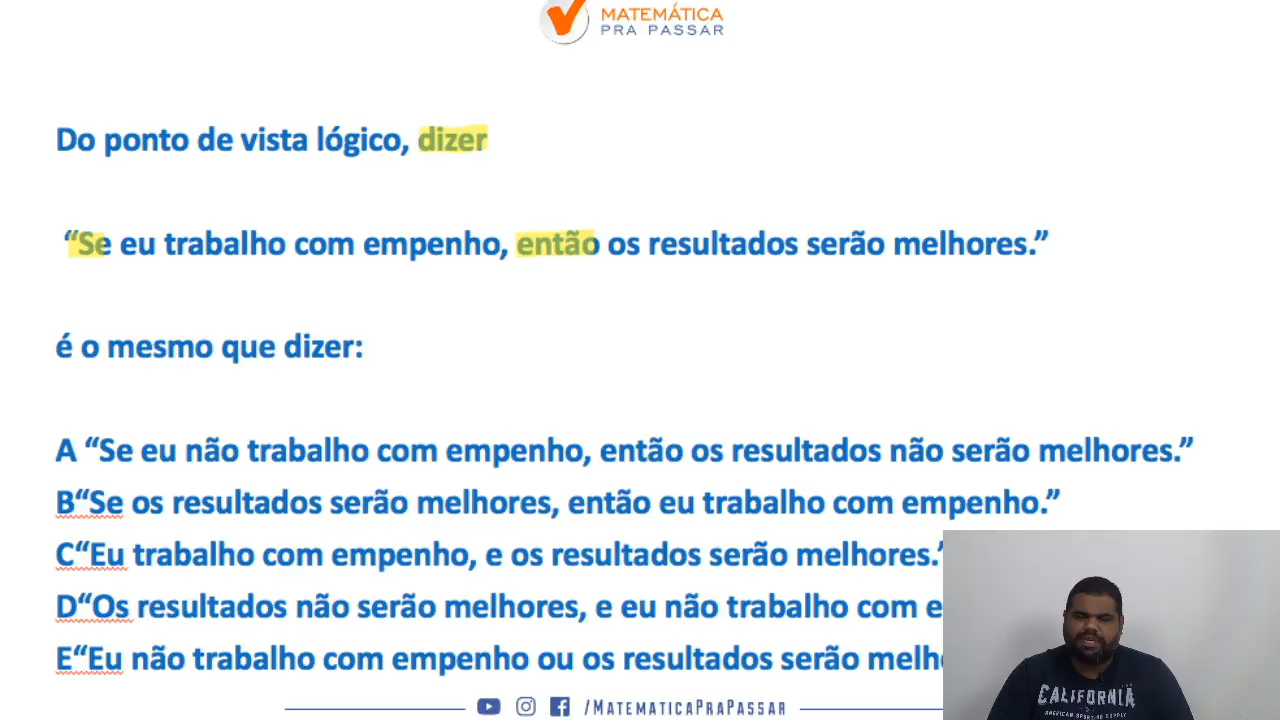 MATEMÁTICA
PRA PASSAR
Do ponto de vista lógico, dizer
“Se eu trabalho com empenho, então os resultados serão melhores.”
é o mesmo que dizer:
A “Se eu não trabalho com empenho, então os resultados não serão melhores.”
B“Se os resultados serão melhores, então eu trabalho com empenho.”
C“Eu trabalho com empenho, e os resultados serão melhores.”
D“Os resultados não serão melhores, e eu não trabalho com
E“Eu não trabalho com empenho ou os resultados serão
CALIFORNIA
/MATEMATICAPRAPASSAR